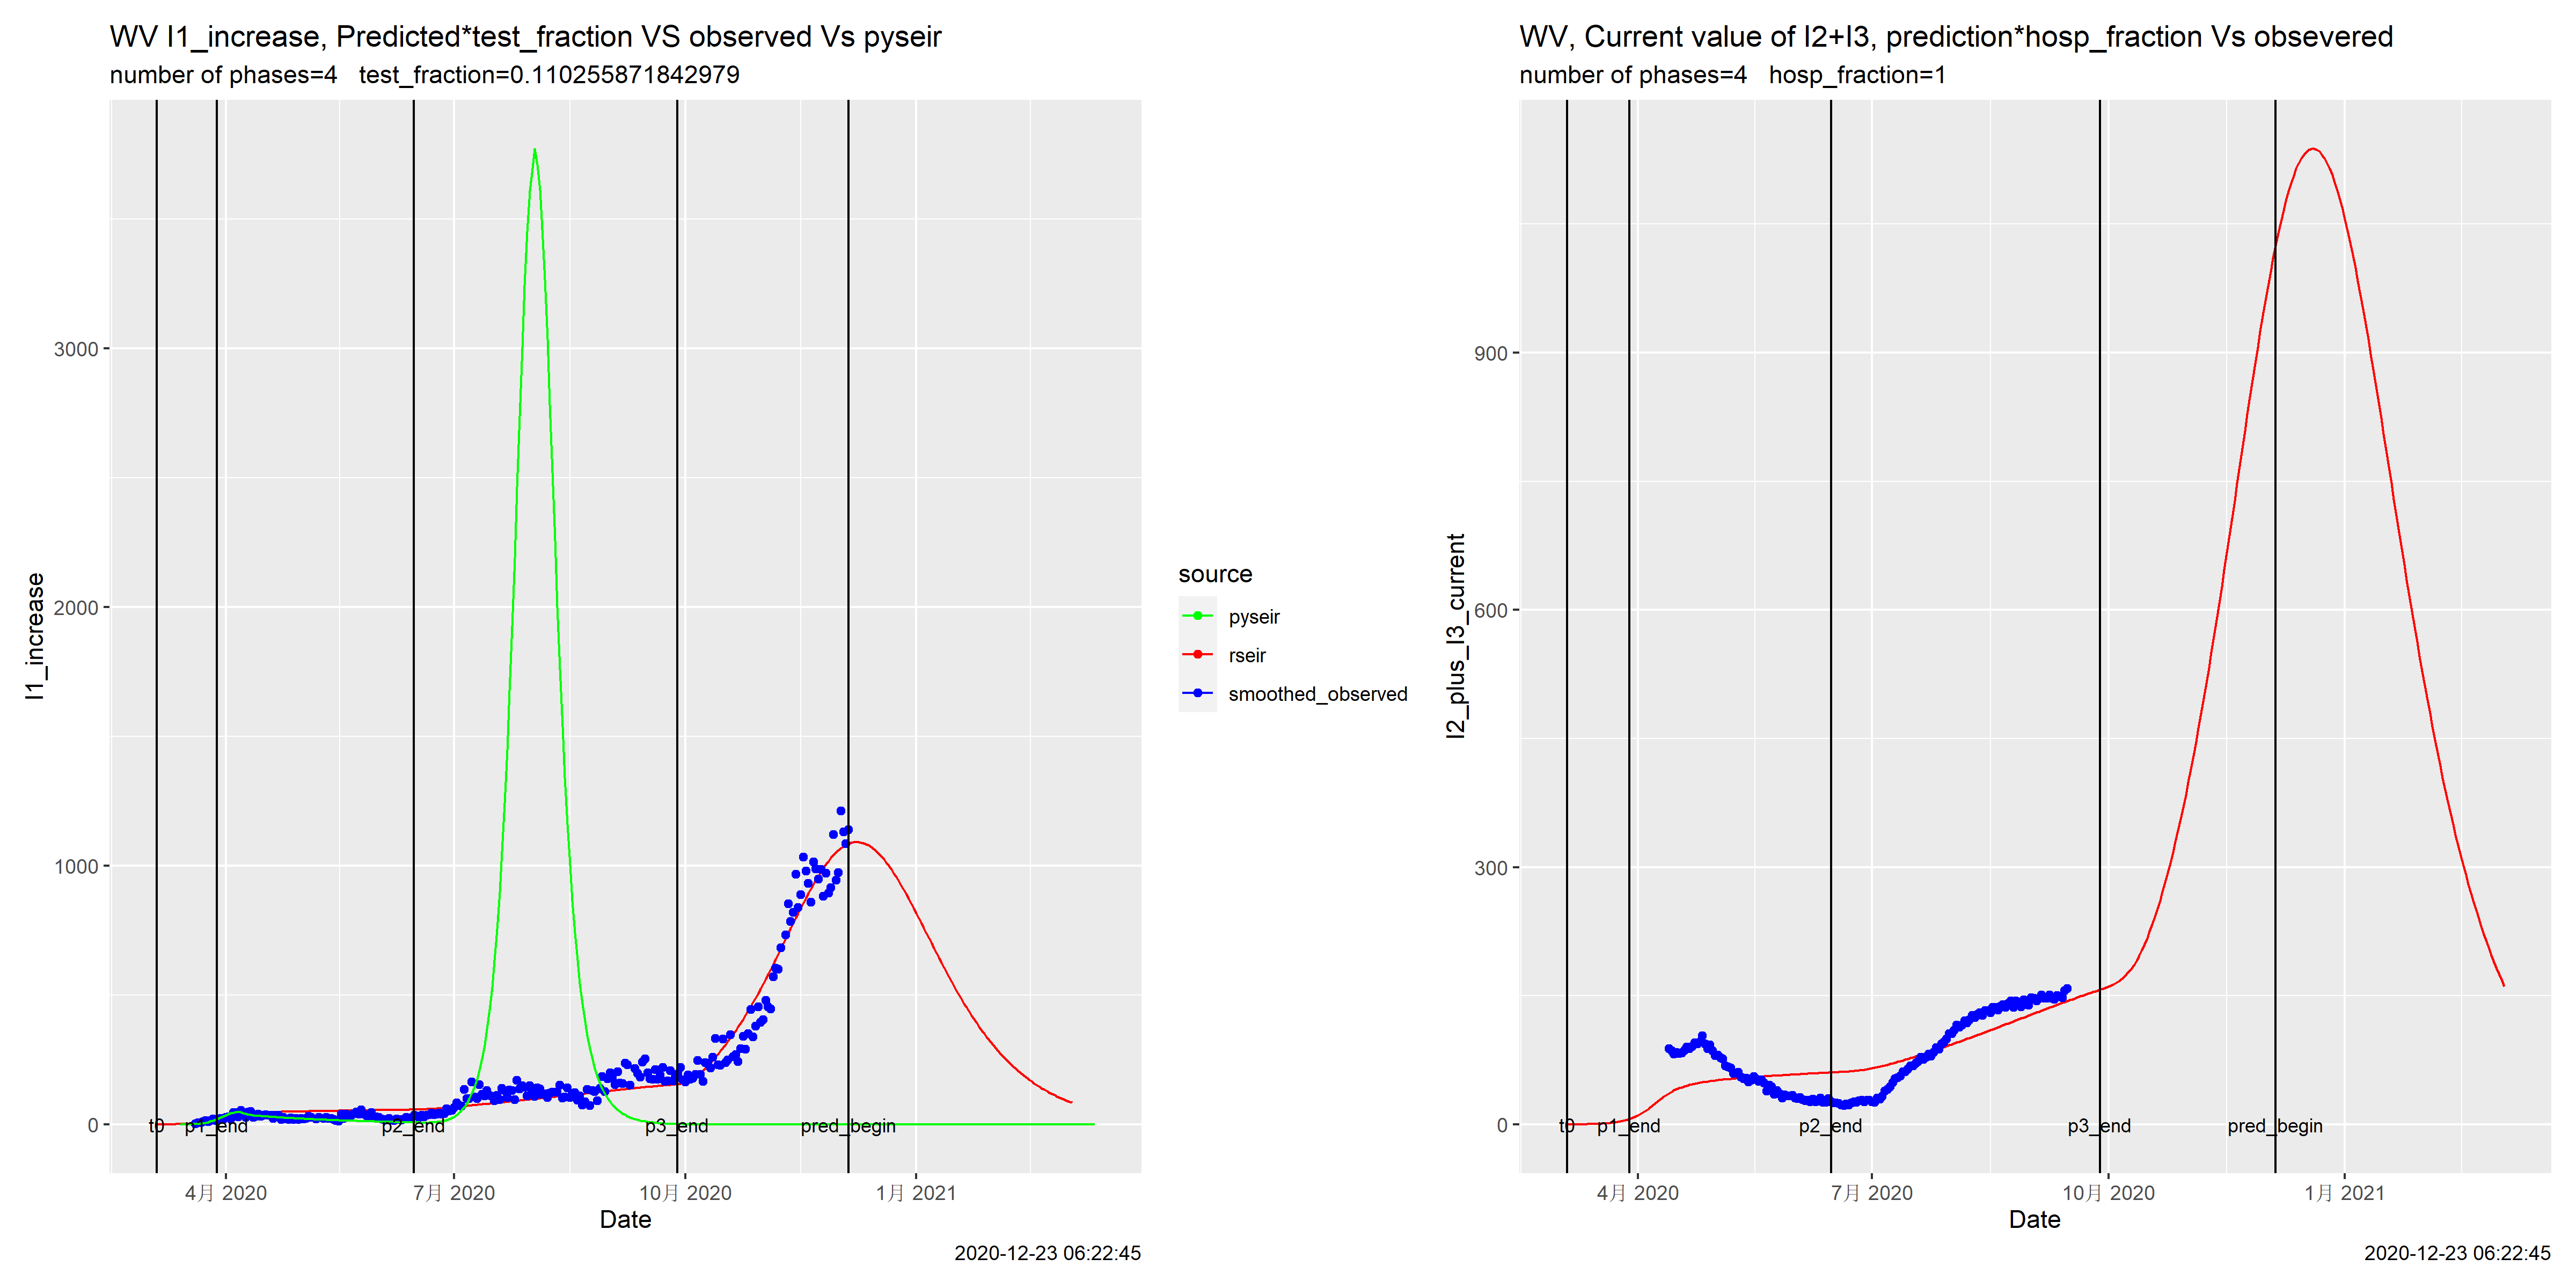 WV I1_increase, Predicted*test_fraction VS observed Vs pyseir
number of phases=4   test_fraction=0.110255871842979
I1_increase
3000
2000
1000
0
t0
p1_end
p2_end
p3_end
pred_begin
4月 2020
7月 2020
10月 2020
1月 2021
Date
2020-12-23 06:22:45
source
pyseir
rseir
smoothed_observed
WV, Current value of I2+I3, prediction*hosp_fraction Vs obsevered
number of phases=4   hosp_fraction=1
I2_plus_I3_current
900
600
300
0
t0
p1_end
p2_end
p3_end
pred_begin
4月 2020
7月 2020
10月 2020
1月 2021
Date
2020-12-23 06:22:45